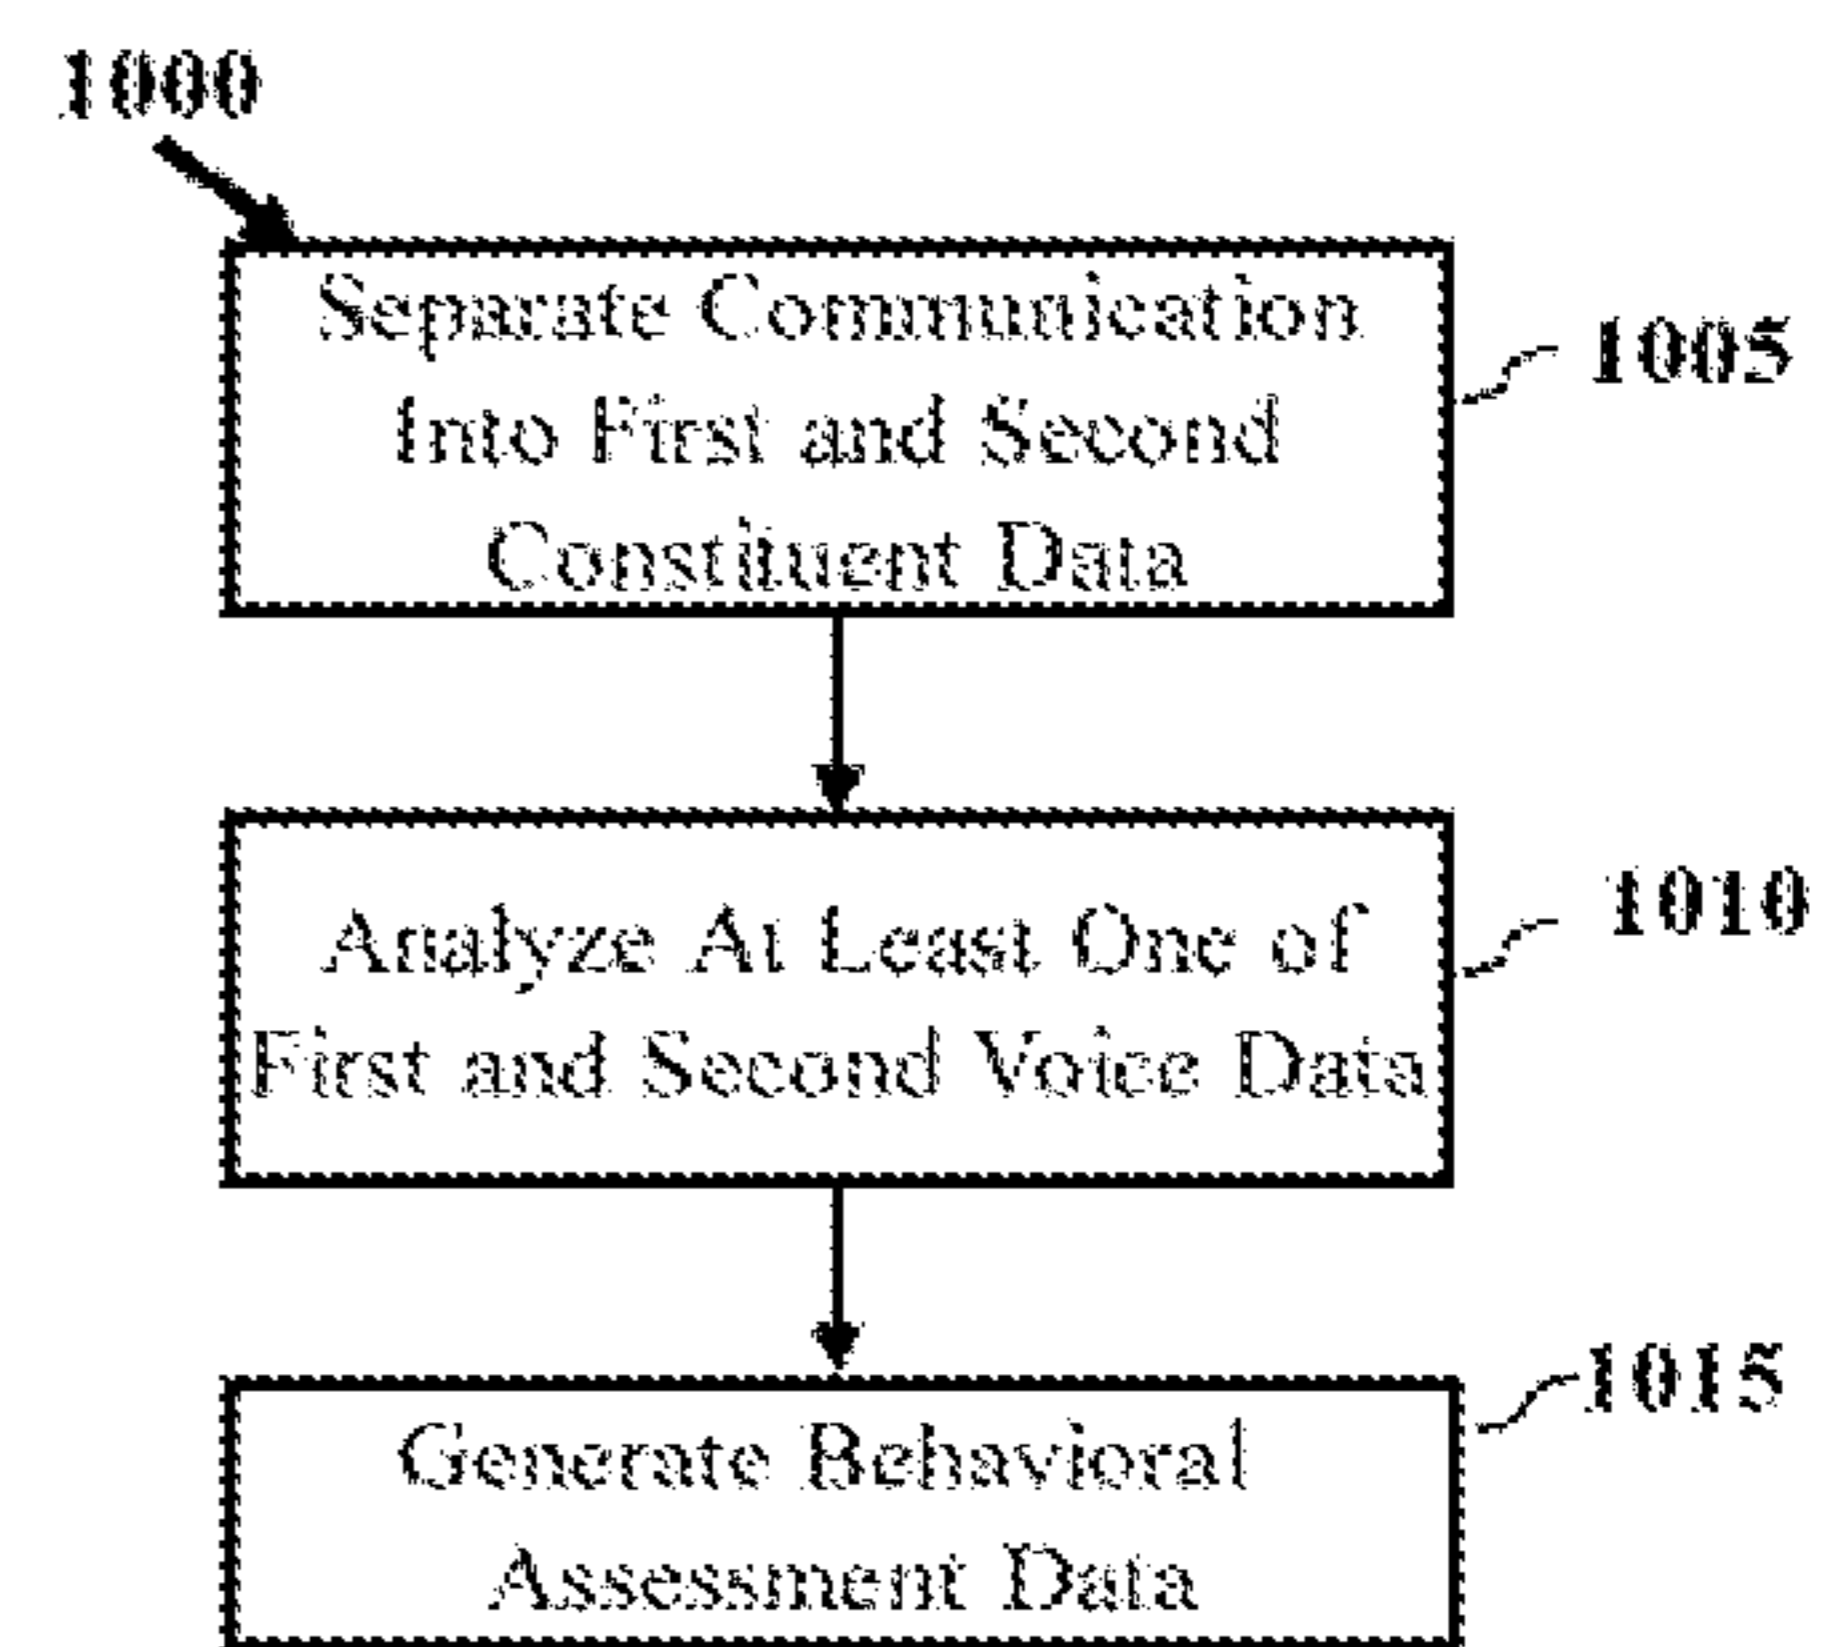 1000
Separate Communication
Into First and Second
Constituent Data
1005
Analyze At Least One of
First and Second Voice Data
1010
Generate Behavioral
Assessment Data
1015